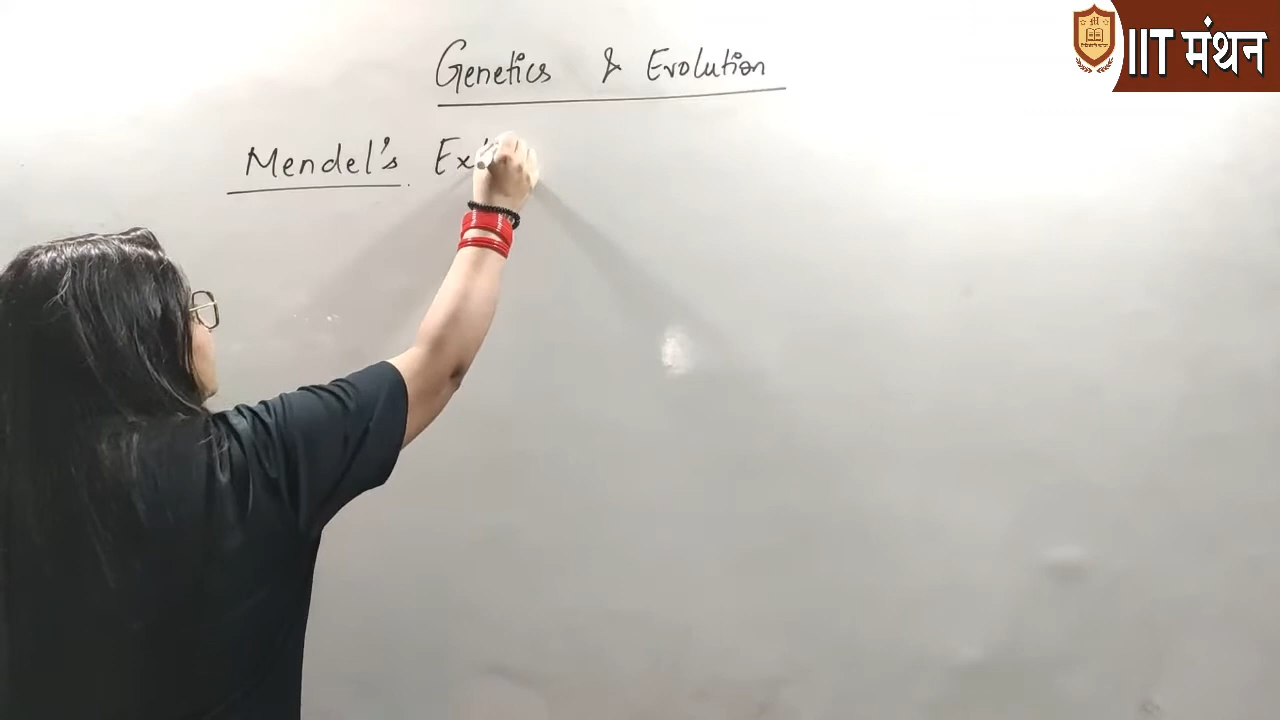 IIT मंथन
Genetics & Evolution
Mendel's Ex